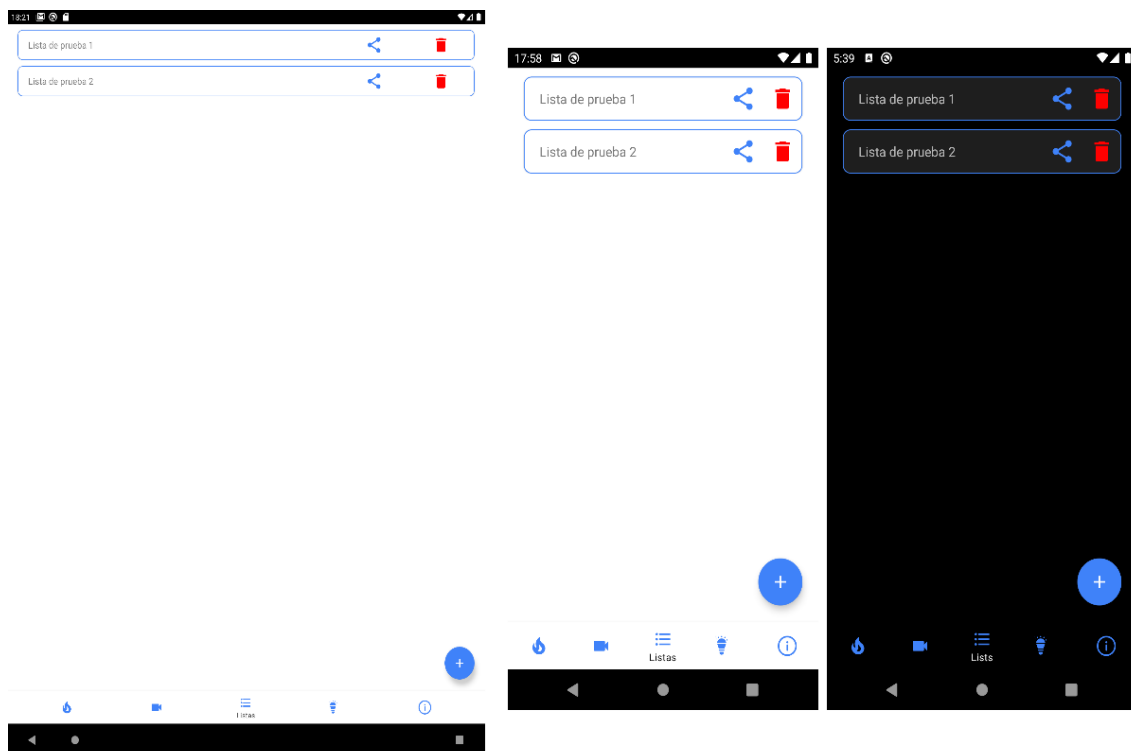 18:21
Lista de prueba 1
Lista de prueba 2
Listas
17:58
Lista de prueba 1
Lista de prueba 2
Listas
5:39
Lista de prueba 1
Lista de prueba 2
Lists